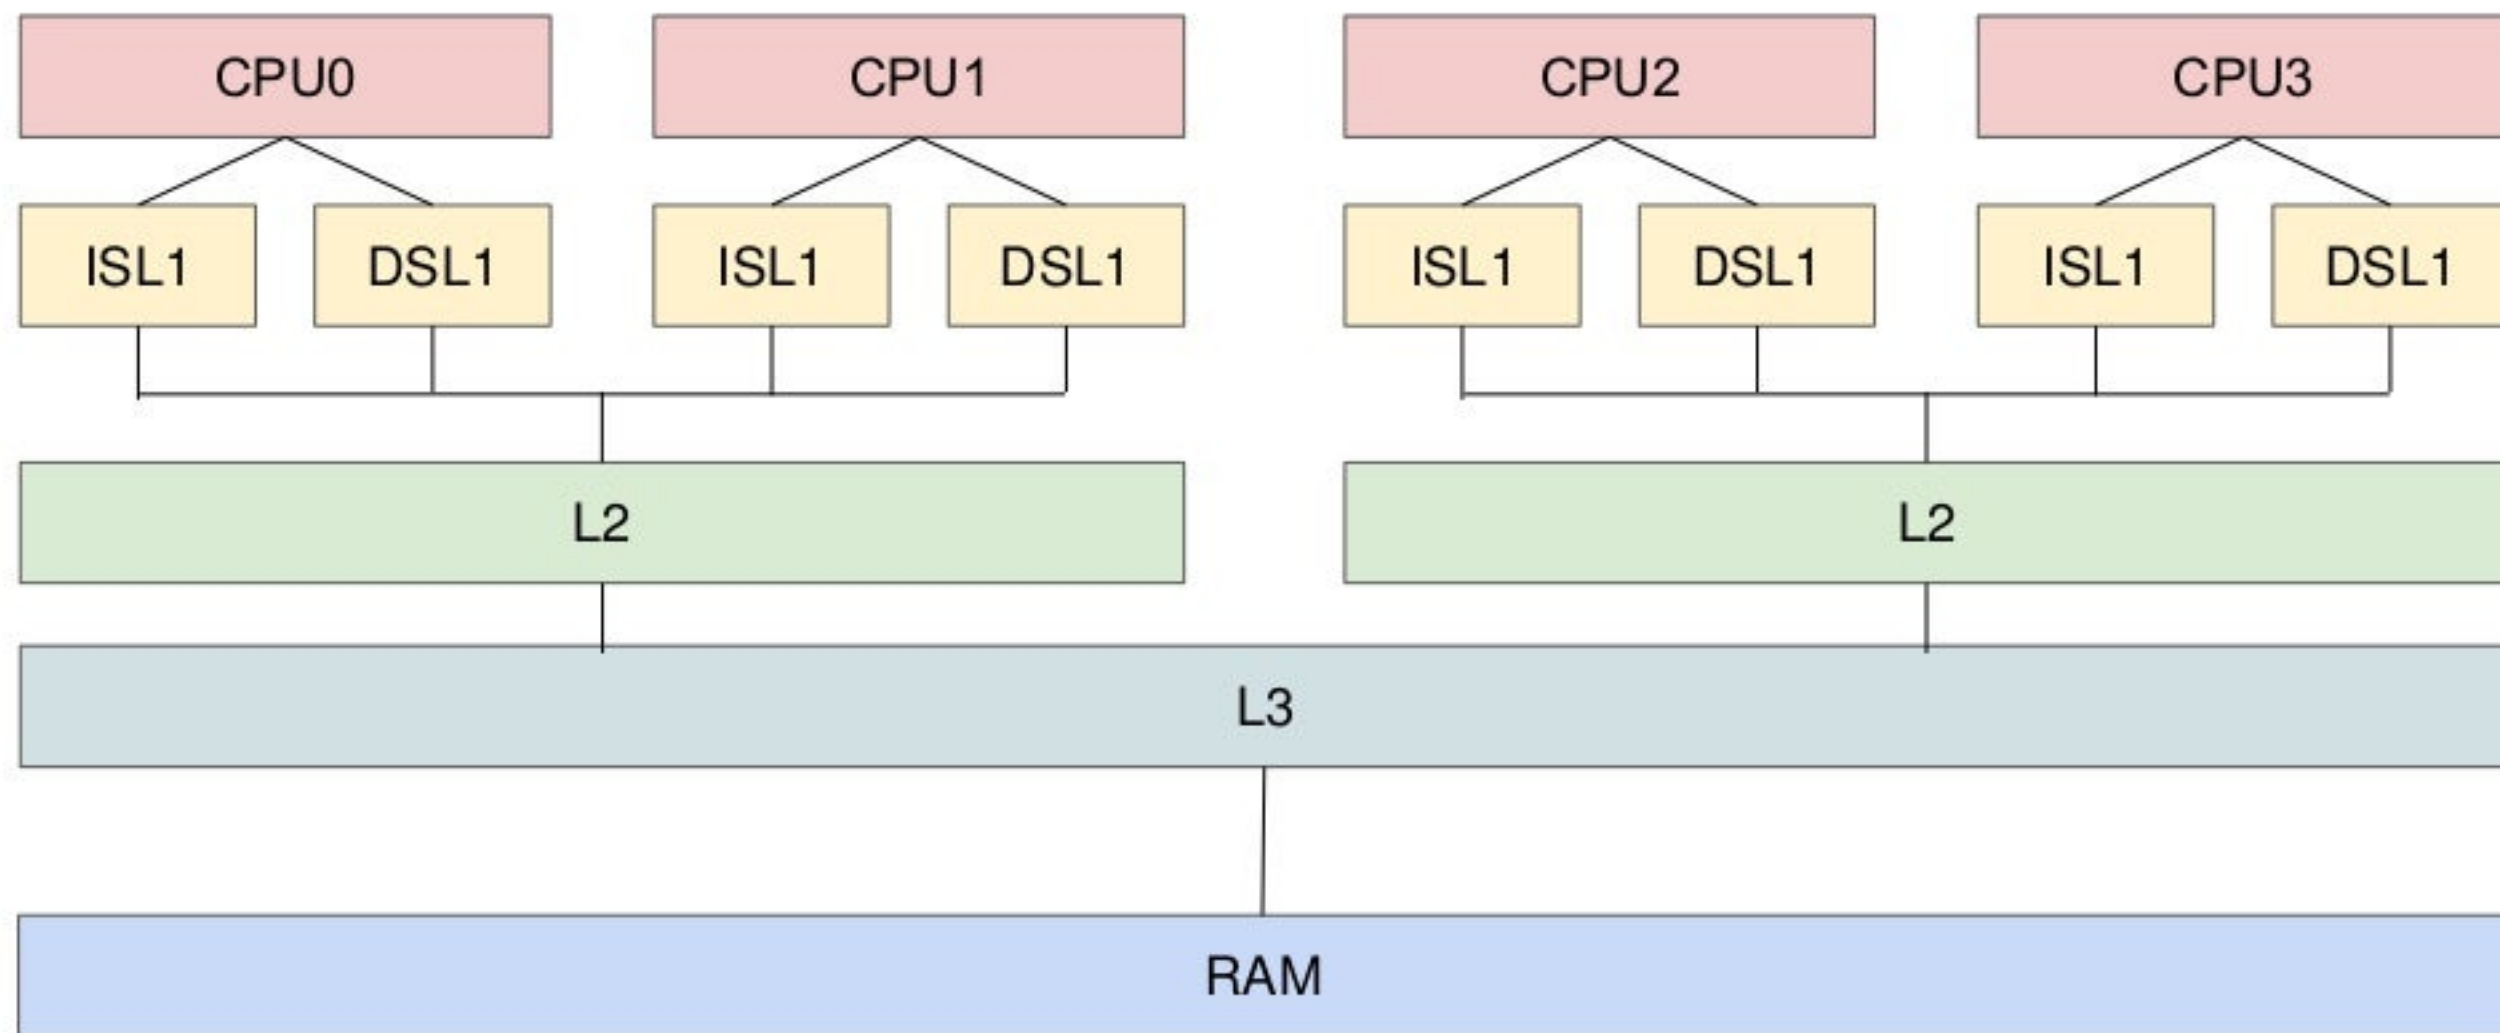 CPU0 CPU1 CPU2 CPU3
ISL1 DSL1 ISL1 DSL1 ISL1 DSL1 ISL1 DSL1
L2 L2
L3
RAM